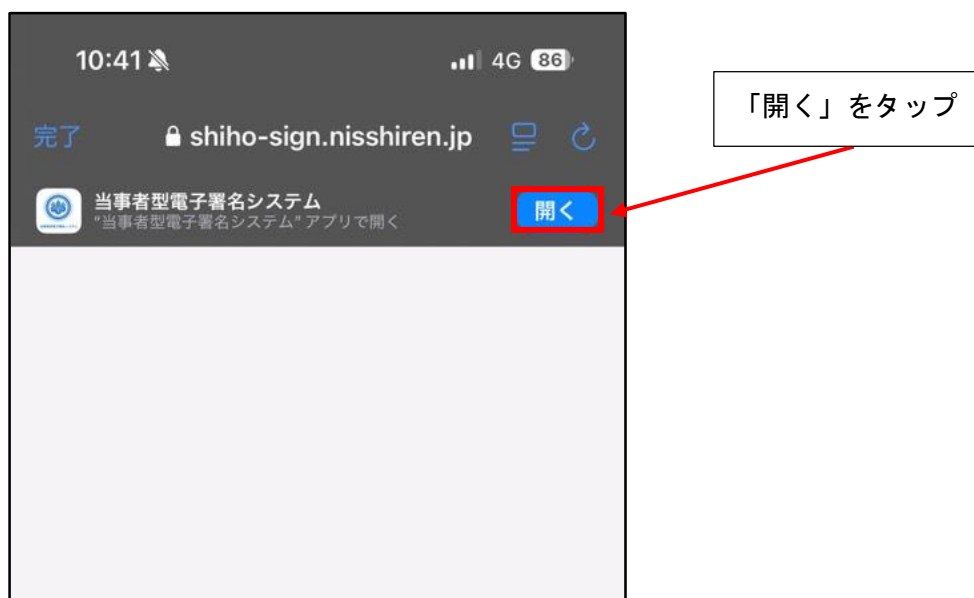 10:41
4G 86
完了 shiho-sign.nisshiren.jp
当事者型電子署名システム
“当事者型電子署名システム”アプリで開く
開く
「開く」をタップ